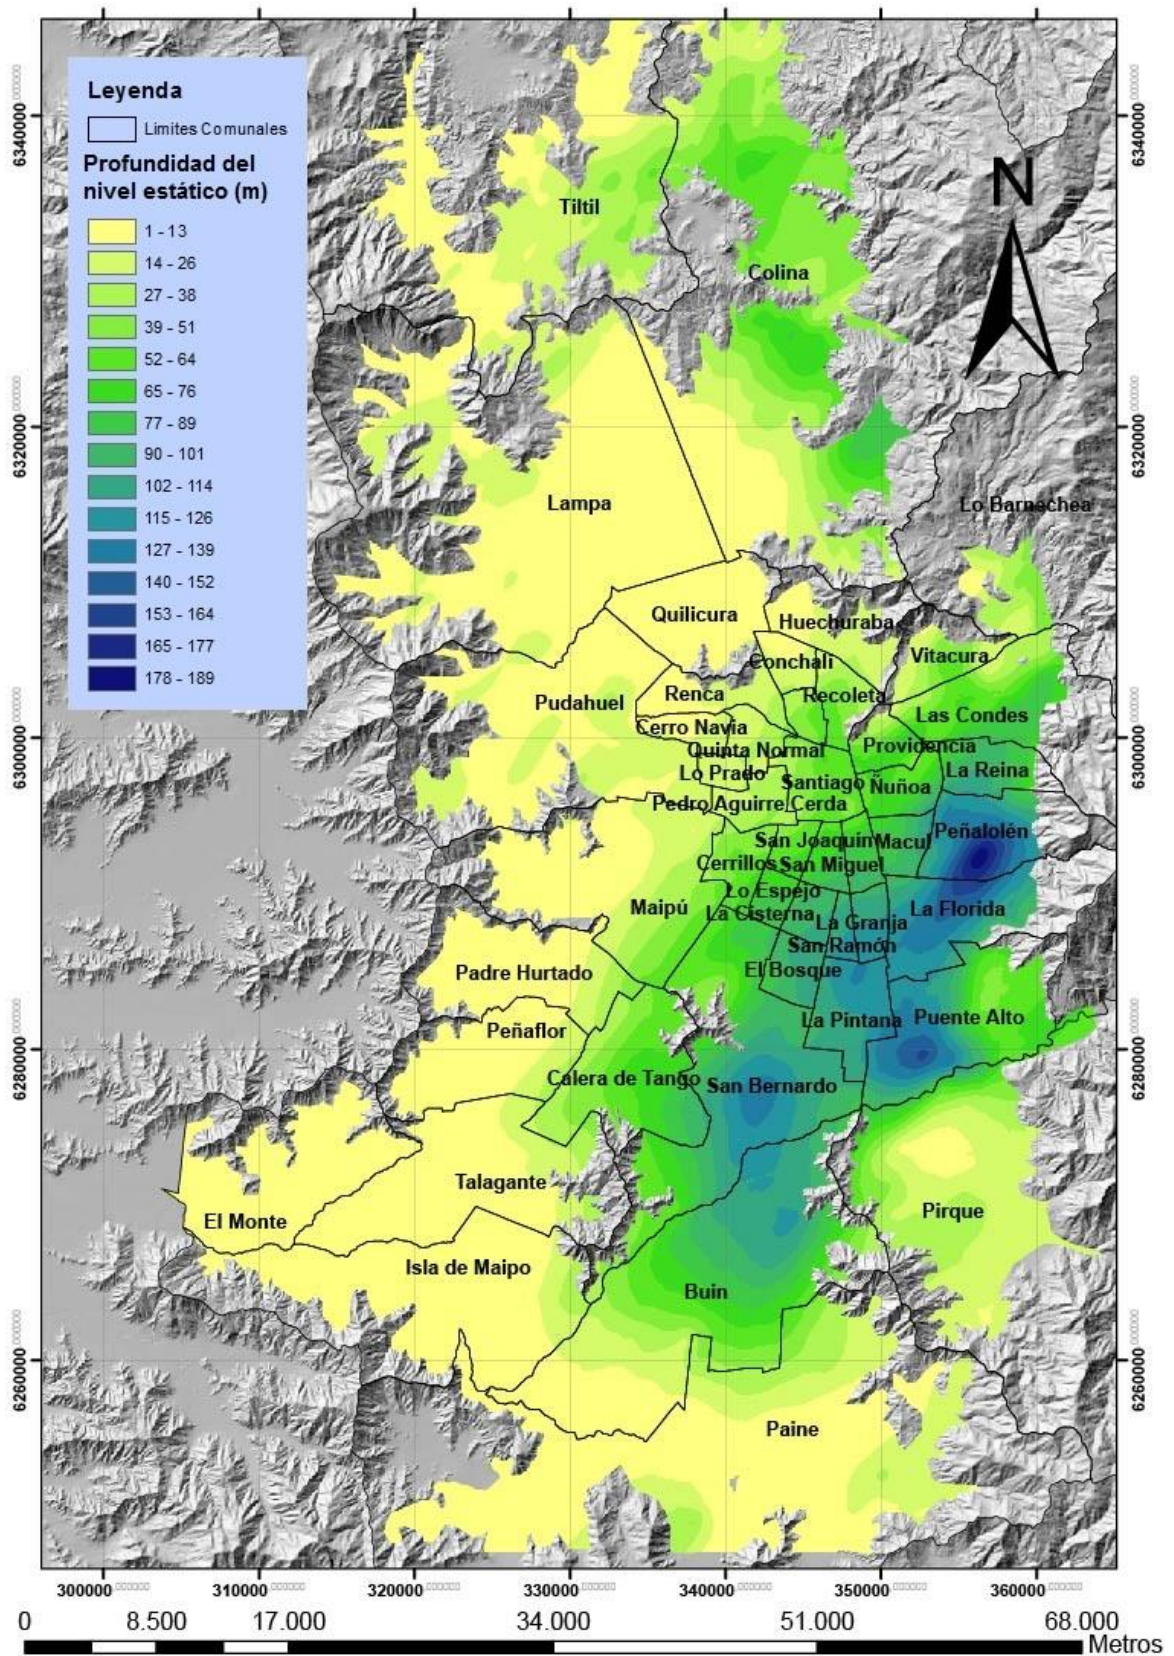 Leyenda
Limites Comunales
Profundidad del
nivel estático (m)
1 - 13
14 - 26
27 - 38
39 - 51
52 - 64
65 - 76
77 - 89
90 - 101
102 - 114
115 - 126
127 - 139
140 - 152
153 - 164
165 - 177
178 - 189
N
Tiltil
Colina
Lampa
Lo Barnechea
Quilicura
Huechuraba
Conchalí
Vitacura
Renca
Recoleta
Pudahuel
Las Condes
Cerro Navia
Providencia
Quinta Normal
La Reina
Lo Prado
Santiago
Ñuñoa
Pedro Aguirre Cerda
Peñalolén
San Joaquín
Macul
Cerrillos
San Miguel
Lo Espejo
Maipú
La Cisterna
La Florida
La Granja
San Ramón
Padre Hurtado
El Bosque
Peñaflor
La Pintana
Puente Alto
Calera de Tango
San Bernardo
Talagante
El Monte
Pirque
Isla de Maipo
Buin
Paine
6340000
6320000
6300000
6280000
6260000
6340000
6320000
6300000
6280000
6260000
300000
310000
320000
330000
340000
350000
360000
0 8.500 17.000 34.000 51.000 68.000
Metros